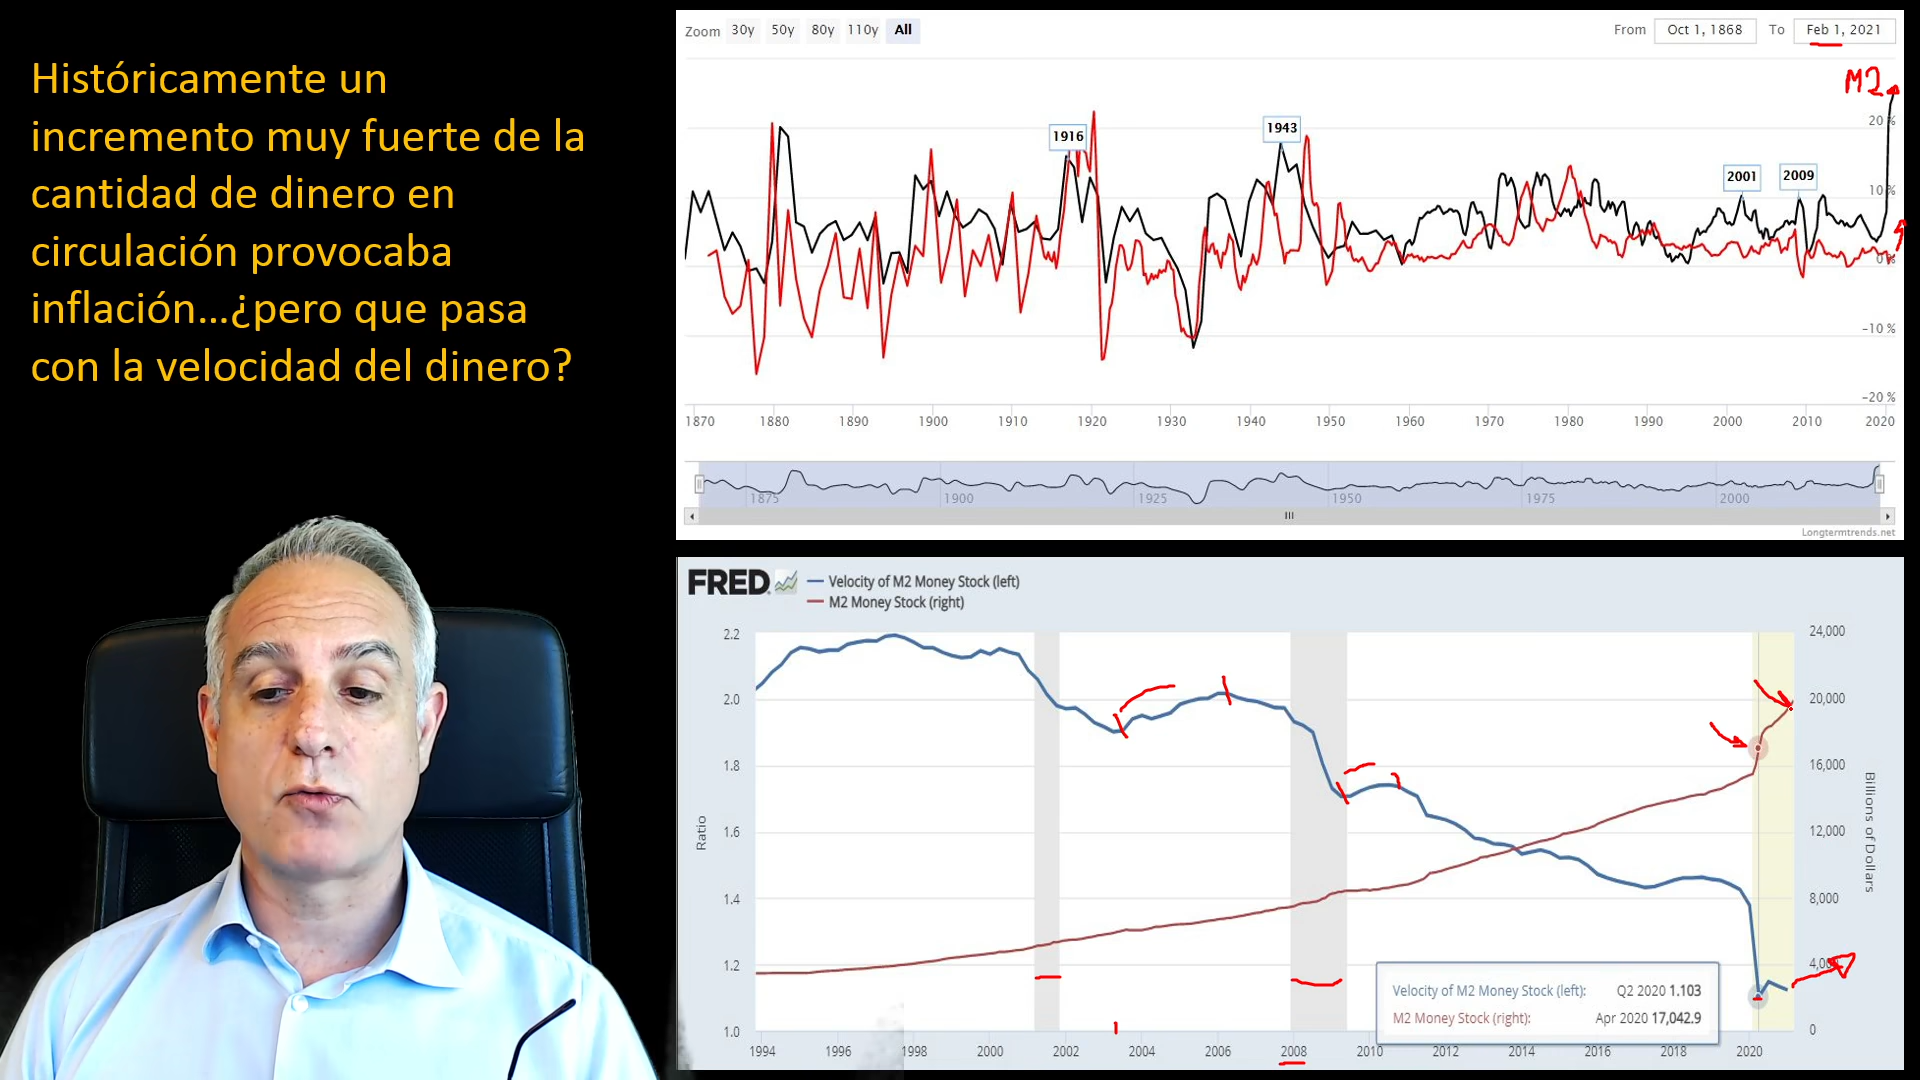 Históricamente un
incremento muy fuerte de la
cantidad de dinero en
circulación provocaba
inflación...¿pero que pasa
con la velocidad del dinero?
Zoom 30y 50y 80y 110y All
From Oct 1, 1868 To Feb 1, 2021
M2
1916
1943
2001
2009
20 %
10 %
0 %
-10 %
-20 %
1870 1880 1890 1900 1910 1920 1930 1940 1950 1960 1970 1980 1990 2000 2010 2020
1875 1900 1925 1950 1975 2000
Longtermtrends.net
FRED
Velocity of M2 Money Stock (left)
M2 Money Stock (right)
2.2
2.0
1.8
1.6
1.4
1.2
1.0
Ratio
24,000
20,000
16,000
12,000
8,000
4,000
0
Billions of Dollars
Velocity of M2 Money Stock (left): Q2 2020 1.103
M2 Money Stock (right): Apr 2020 17,042.9
1994 1996 1998 2000 2002 2004 2006 2008 2010 2012 2014 2016 2018 2020